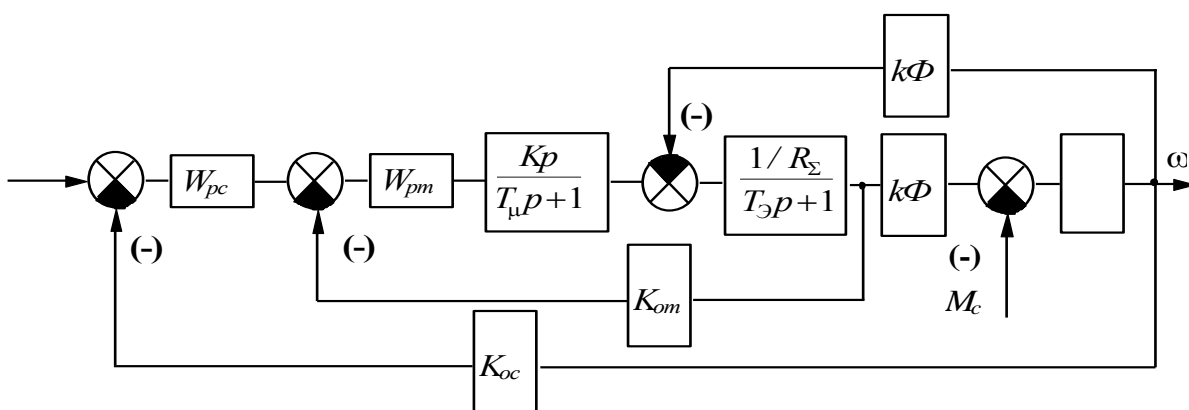 kΦ
(-)
ω
W_pc
W_pm
Kp
T_μ p + 1
1 / R_Σ
T_Э p + 1
kΦ
(-)
(-)
(-)
M_c
K_om
K_oc